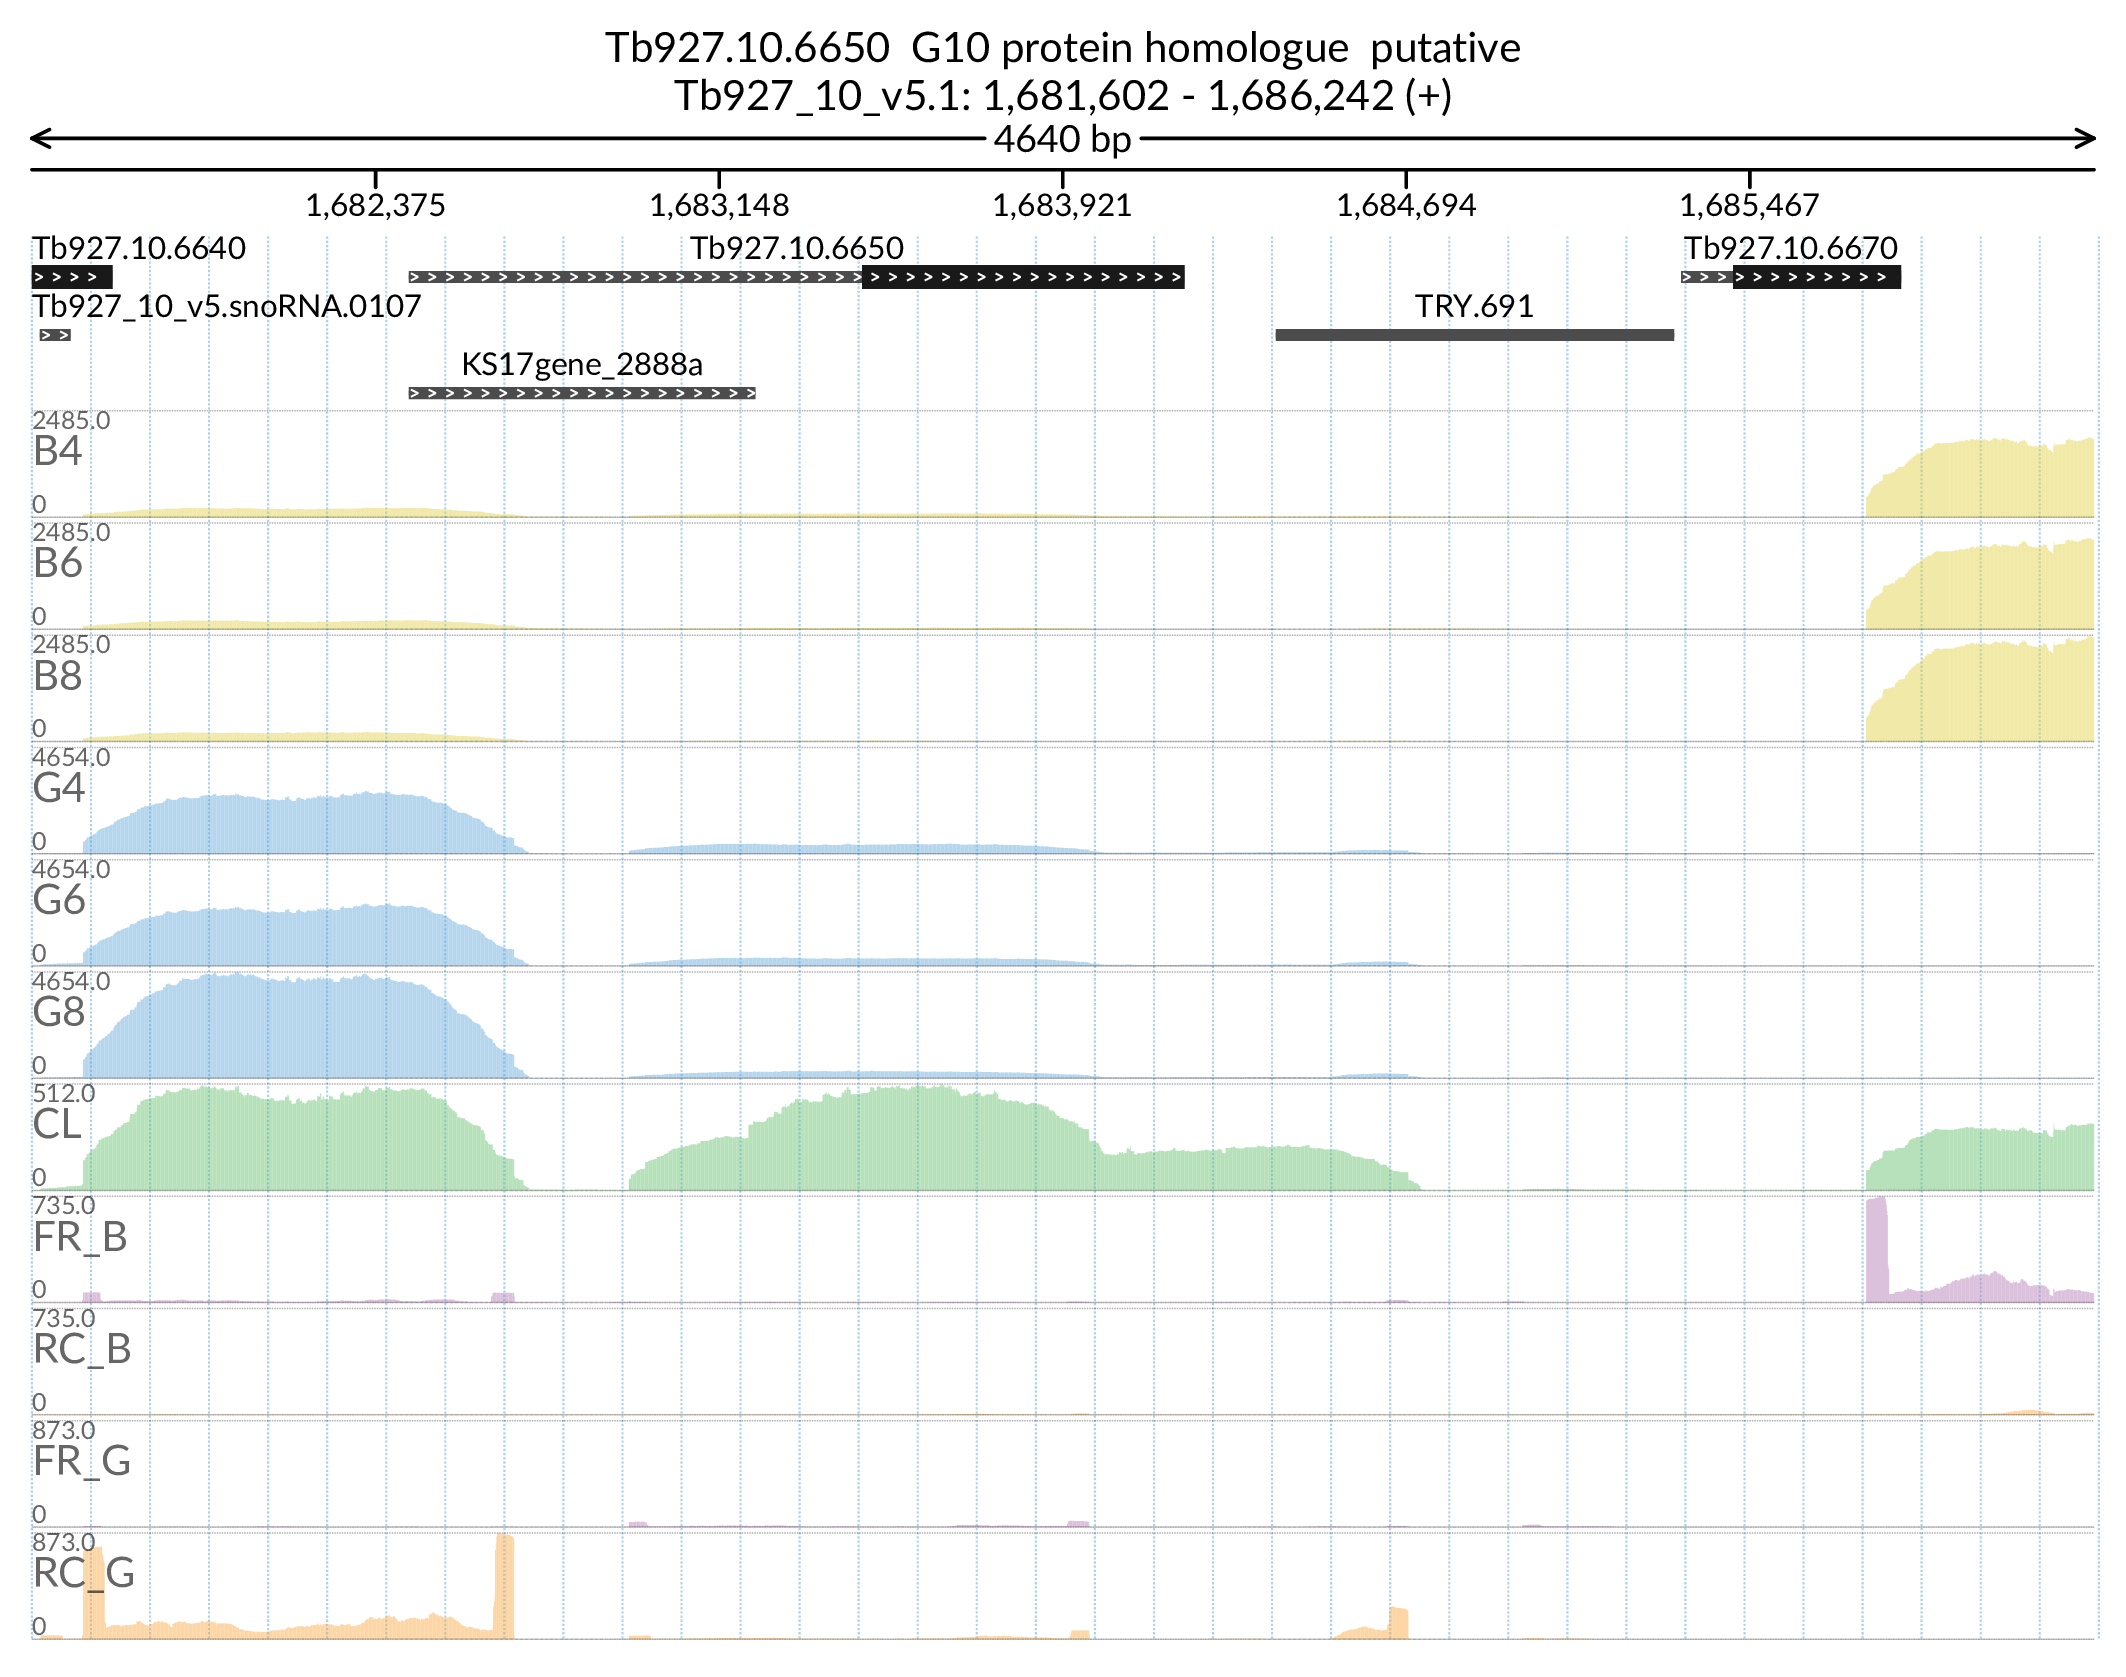 Tb927.10.6650  G10 protein homologue  putative
Tb927_10_v5.1: 1,681,602 - 1,686,242 (+)
4640 bp
1,682,375 1,683,148 1,683,921 1,684,694 1,685,467
Tb927.10.6640 Tb927.10.6650 Tb927.10.6670
Tb927_10_v5.snoRNA.0107 TRY.691
KS17gene_2888a
2485.0
B4
0
2485.0
B6
0
2485.0
B8
0
4654.0
G4
0
4654.0
G6
0
4654.0
G8
0
512.0
CL
0
735.0
FR_B
0
735.0
RC_B
0
873.0
FR_G
0
873.0
RC_G
0